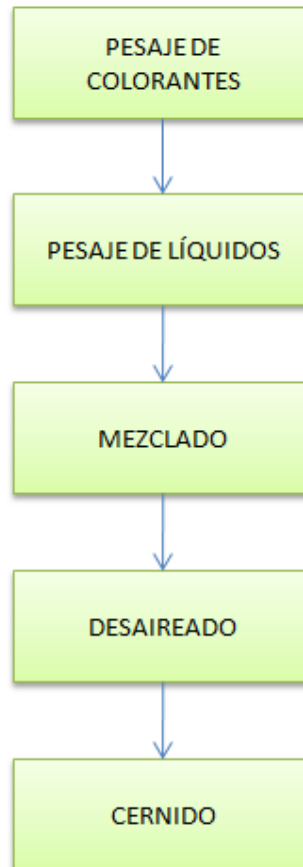 PESAJE DE
COLORANTES
PESAJE DE LÍQUIDOS
MEZCLADO
DESAIREADO
CERNIDO